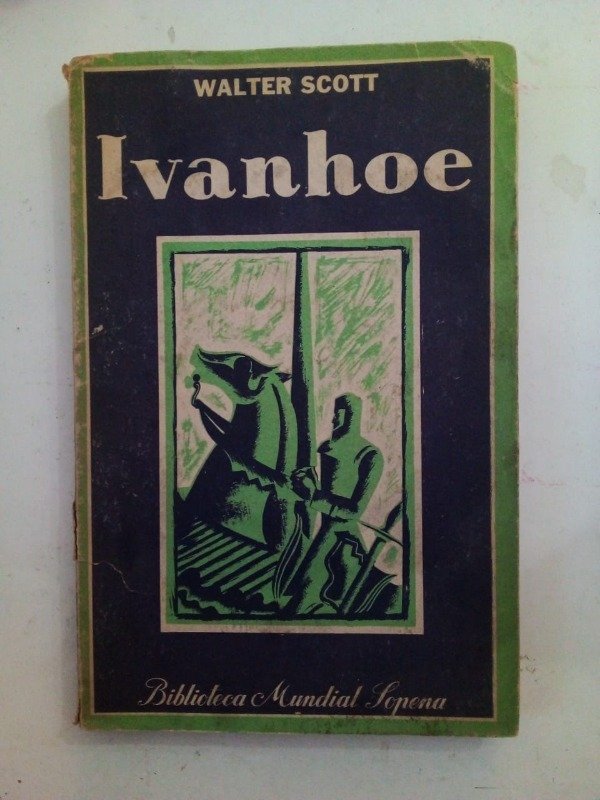 WALTER SCOTT
Ivanhoe
Biblioteca Mundial Sopena